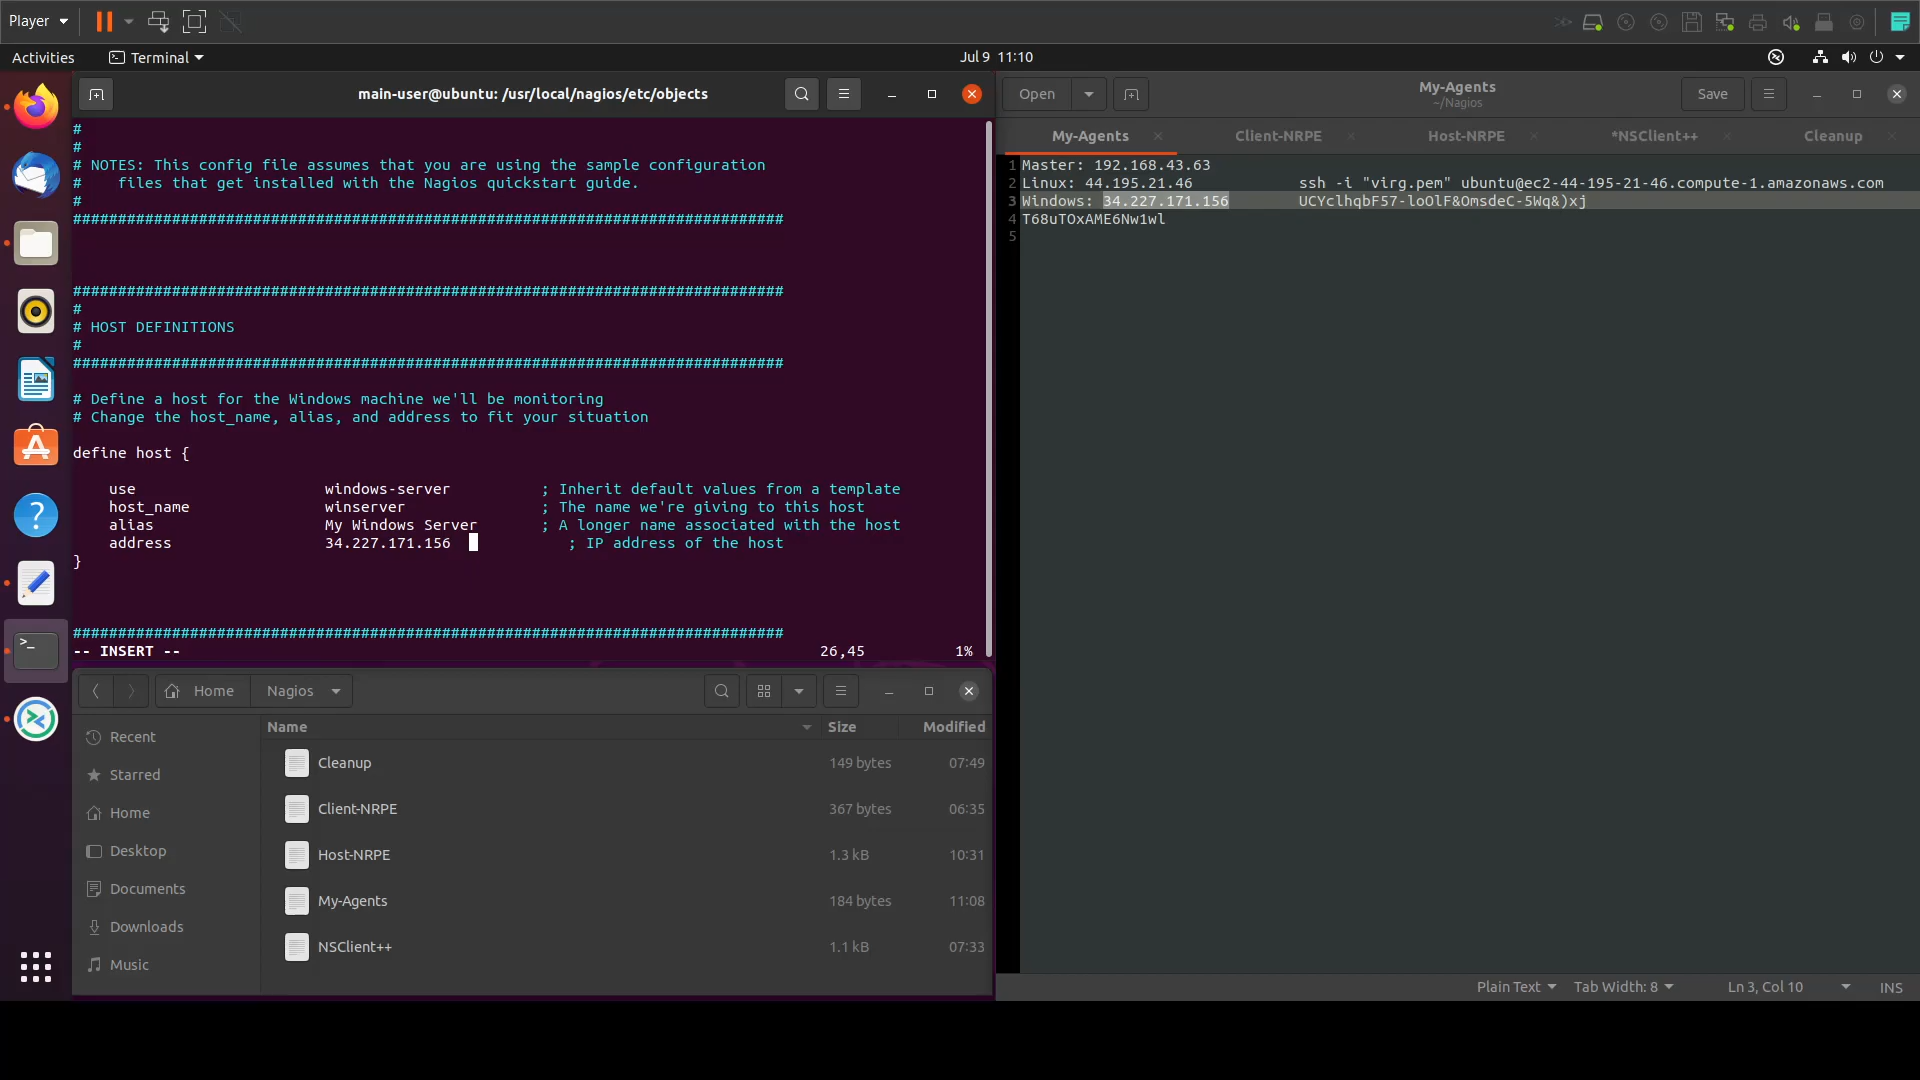 Player
Activities
Terminal
Jul 9 11:10
main-user@ubuntu: /usr/local/nagios/etc/objects
#
#
# NOTES: This config file assumes that you are using the sample configuration
#    files that get installed with the Nagios quickstart guide.
#
###############################################################################
###############################################################################
#
# HOST DEFINITIONS
#
###############################################################################
# Define a host for the Windows machine we'll be monitoring
# Change the host_name, alias, and address to fit your situation
define host {
use windows-server ; Inherit default values from a template
host_name winserver ; The name we're giving to this host
alias My Windows Server ; A longer name associated with the host
address 34.227.171.156 ; IP address of the host
}
###############################################################################
-- INSERT -- 26,45 1%
Home Nagios
Recent
Starred
Home
Desktop
Documents
Downloads
Music
Name Size Modified
Cleanup 149 bytes 07:49
Client-NRPE 367 bytes 06:35
Host-NRPE 1.3 kB 10:31
My-Agents 184 bytes 11:08
NSClient++ 1.1 kB 07:33
Open
My-Agents
~/Nagios
Save
My-Agents Client-NRPE Host-NRPE *NSClient++ Cleanup
1 Master: 192.168.43.63
2 Linux: 44.195.21.46 ssh -i "virg.pem" ubuntu@ec2-44-195-21-46.compute-1.amazonaws.com
3 Windows: 34.227.171.156 UCYclhqbF57-loOlF&OmsdeC-5Wq&)xj
4 T68uTOxAME6Nw1wl
5
Plain Text Tab Width: 8 Ln 3, Col 10 INS